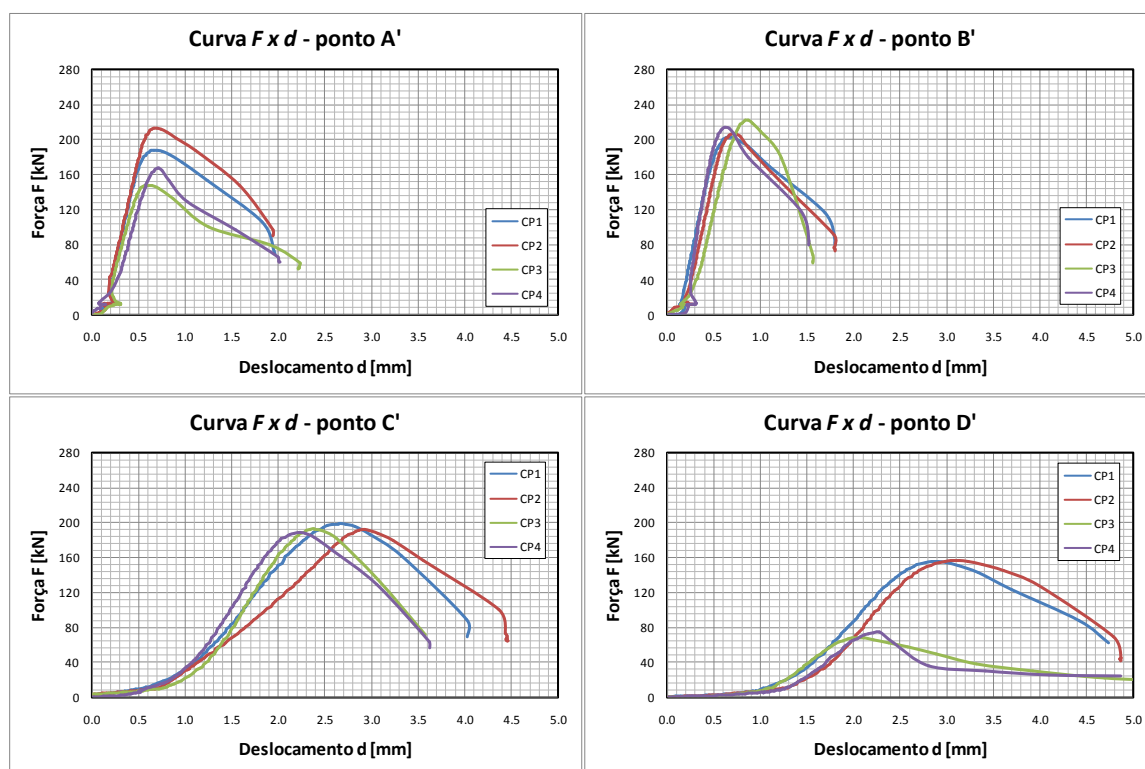 Curva F x d - ponto A'
280
240
200
160
120
80
40
0
Força F [kN]
CP1
CP2
CP3
CP4
0.0 0.5 1.0 1.5 2.0 2.5 3.0 3.5 4.0 4.5 5.0
Deslocamento d [mm]
Curva F x d - ponto B'
280
240
200
160
120
80
40
0
Força F [kN]
CP1
CP2
CP3
CP4
0.0 0.5 1.0 1.5 2.0 2.5 3.0 3.5 4.0 4.5 5.0
Deslocamento d [mm]
Curva F x d - ponto C'
280
240
200
160
120
80
40
0
Força F [kN]
CP1
CP2
CP3
CP4
0.0 0.5 1.0 1.5 2.0 2.5 3.0 3.5 4.0 4.5 5.0
Deslocamento d [mm]
Curva F x d - ponto D'
280
240
200
160
120
80
40
0
Força F [kN]
CP1
CP2
CP3
CP4
0.0 0.5 1.0 1.5 2.0 2.5 3.0 3.5 4.0 4.5 5.0
Deslocamento d [mm]